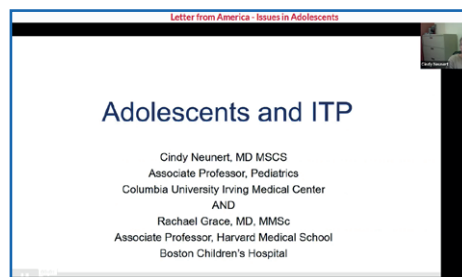 Letter from America - Issues in Adolescents
Cindy Neunert
Adolescents and ITP
Cindy Neunert, MD MSCS
Associate Professor, Pediatrics
Columbia University Irving Medical Center
AND
Rachael Grace, MD, MMSc
Associate Professor, Harvard Medical School
Boston Children's Hospital